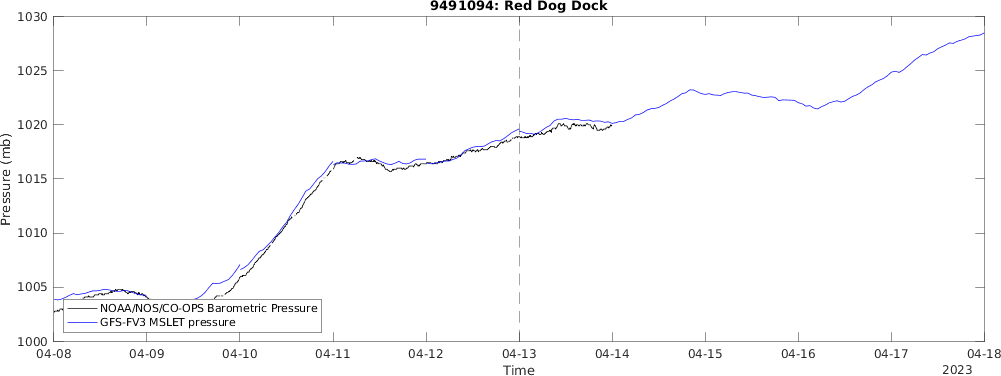 9491094: Red Dog Dock
1030
1025
1020
1015
1010
1005
1000
Pressure (mb)
NOAA/NOS/CO-OPS Barometric Pressure
GFS-FV3 MSLET pressure
04-08 04-09 04-10 04-11 04-12 04-13 04-14 04-15 04-16 04-17 04-18
Time
2023